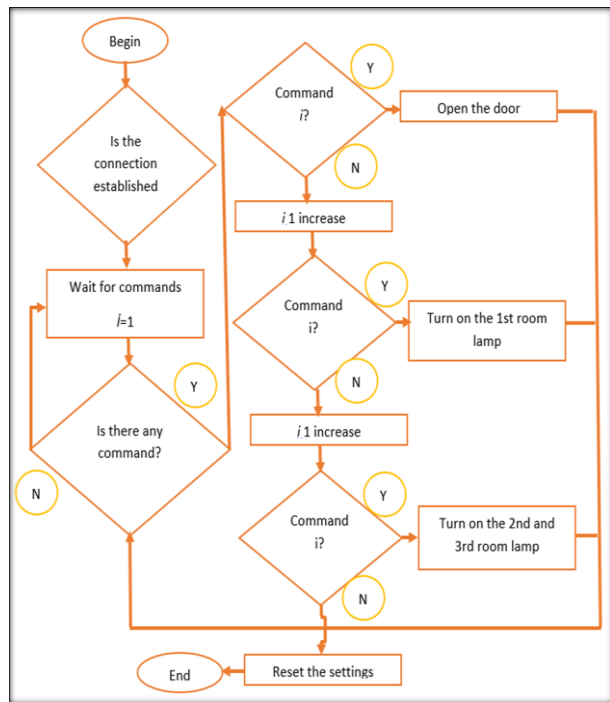 Begin
Is the
connection
established
Wait for commands
i=1
Y
Is there any
command?
N
Y
Command
i?
Open the door
N
i 1 increase
Y
Command
i?
Turn on the 1st room
lamp
N
i 1 increase
Y
Command
i?
Turn on the 2nd and
3rd room lamp
N
Reset the settings
End